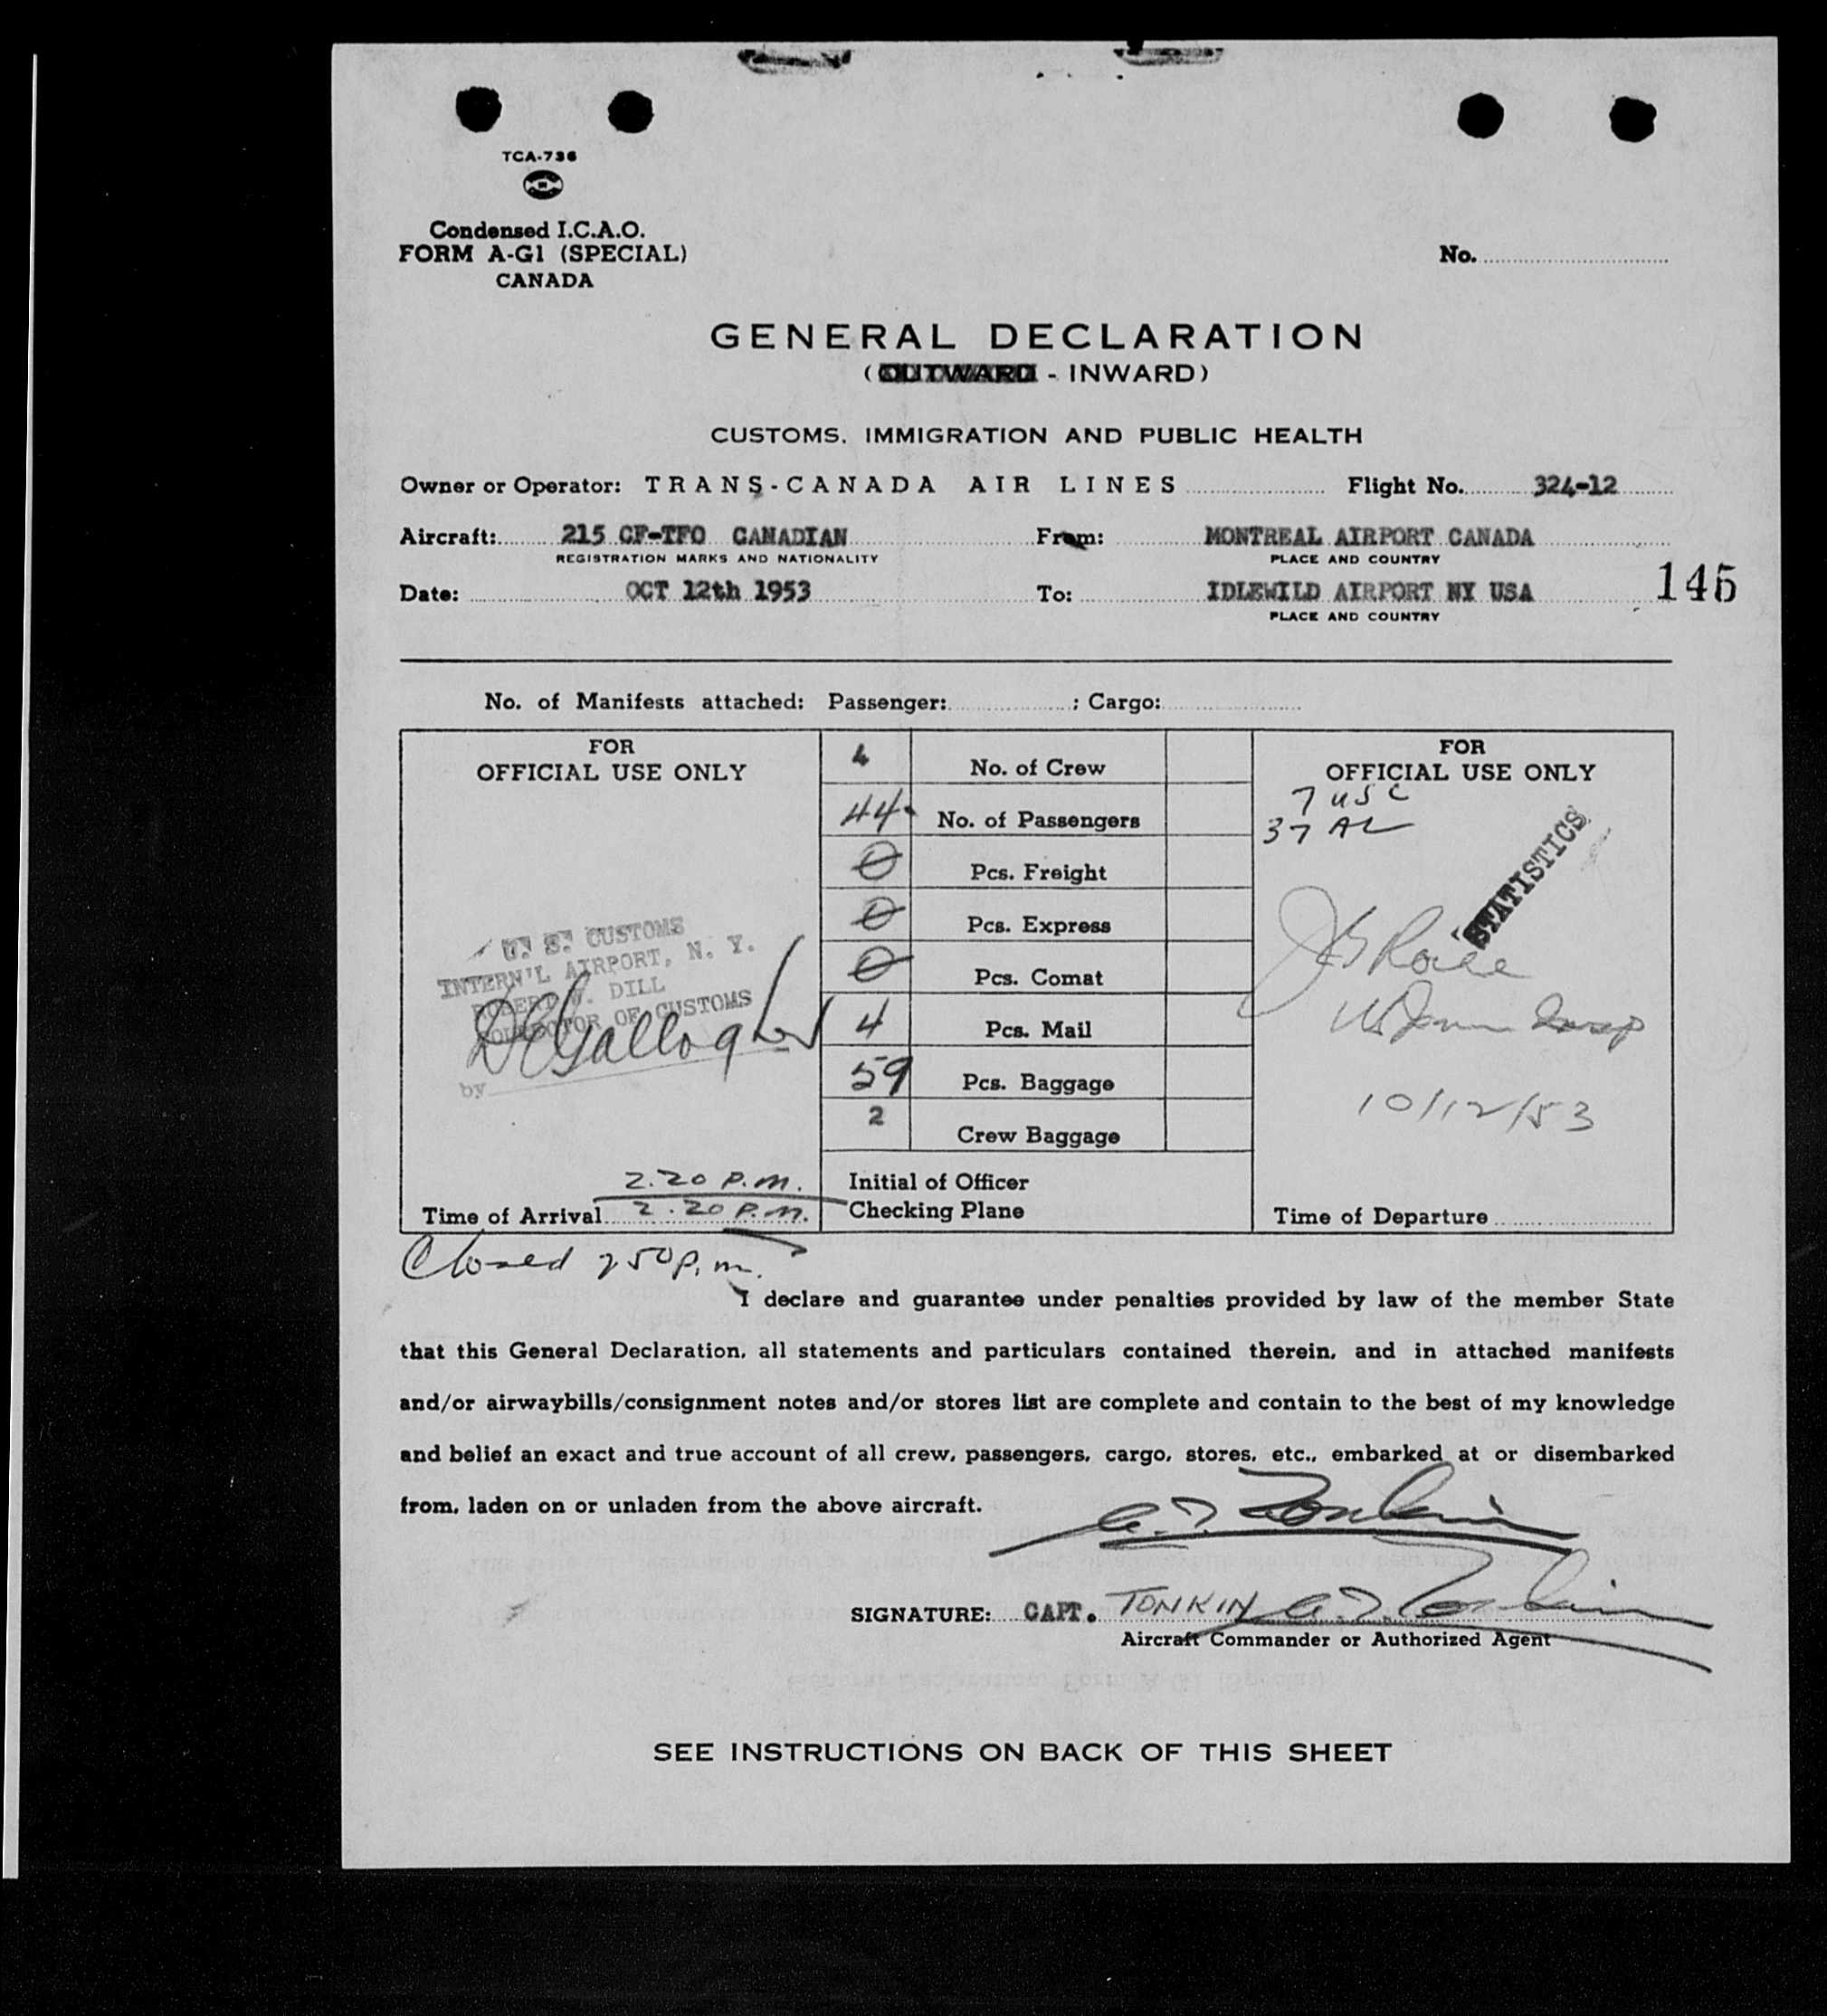 TCA-736
Condensed I.C.A.O.
FORM A-G1 (SPECIAL)
CANADA
No.
GENERAL DECLARATION
(OUTWARD - INWARD)
CUSTOMS, IMMIGRATION AND PUBLIC HEALTH
Owner or Operator: TRANS-CANADA AIR LINES Flight No. 324-12
Aircraft: 215 CF-TFO CANADIAN From: MONTREAL AIRPORT CANADA
REGISTRATION MARKS AND NATIONALITY PLACE AND COUNTRY
Date: OCT 12th 1953 To: IDLEWILD AIRPORT NY USA 145
PLACE AND COUNTRY
No. of Manifests attached: Passenger: ; Cargo:
FOR
OFFICIAL USE ONLY
U. S. CUSTOMS
INTERN'L AIRPORT, N. Y.
ROBERT W. DILL
COLLECTOR OF CUSTOMS
D Gallagher
by
2.20 P.M.
Time of Arrival 2.20 P.M.
4 No. of Crew
44 No. of Passengers
0 Pcs. Freight
0 Pcs. Express
0 Pcs. Comat
4 Pcs. Mail
59 Pcs. Baggage
2 Crew Baggage
Initial of Officer
Checking Plane
FOR
OFFICIAL USE ONLY
7 USC
37 AL
STATISTICS
10/12/53
Time of Departure
Closed 250 p.m.
I declare and guarantee under penalties provided by law of the member State
that this General Declaration, all statements and particulars contained therein, and in attached manifests
and/or airwaybills/consignment notes and/or stores list are complete and contain to the best of my knowledge
and belief an exact and true account of all crew, passengers, cargo, stores, etc., embarked at or disembarked
from, laden on or unladen from the above aircraft.
SIGNATURE: CAPT. TONKIN
Aircraft Commander or Authorized Agent
SEE INSTRUCTIONS ON BACK OF THIS SHEET